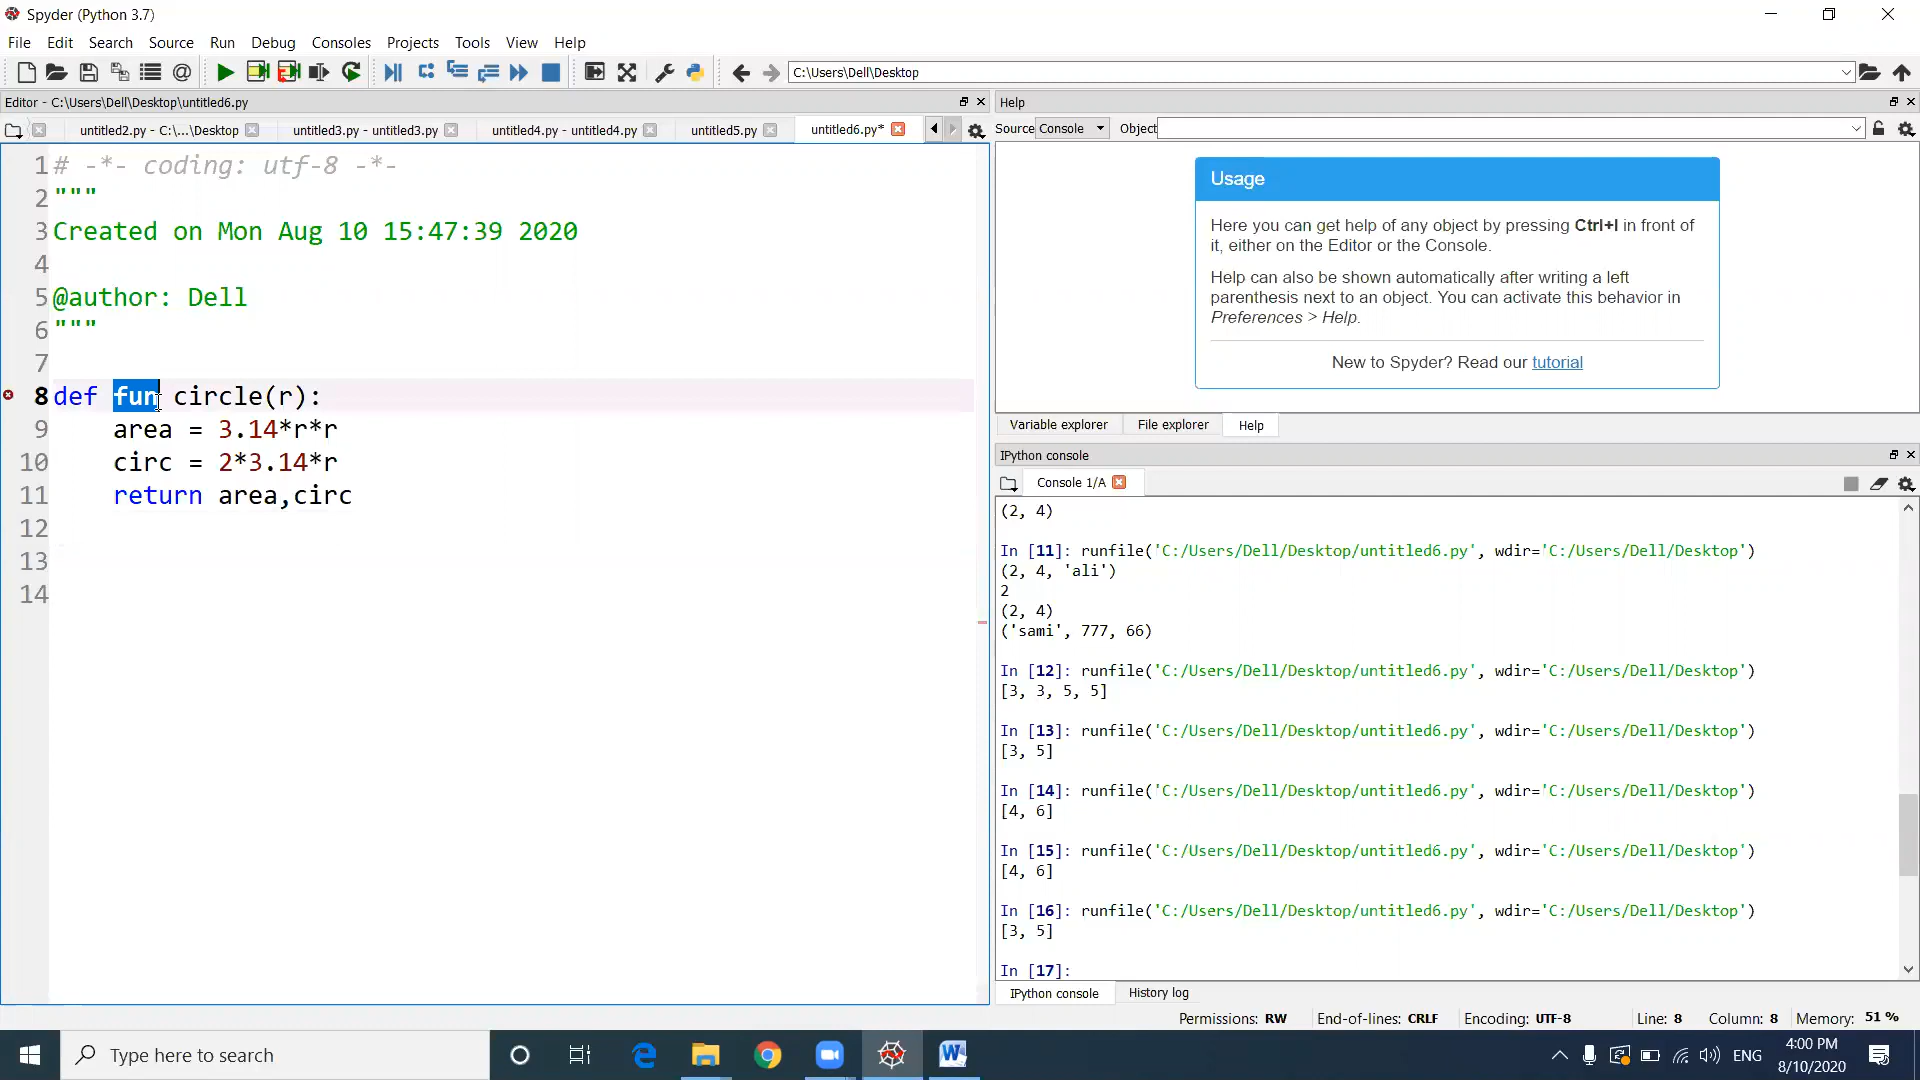 Spyder (Python 3.7)
File Edit Search Source Run Debug Consoles Projects Tools View Help
C:\Users\Dell\Desktop
Editor - C:\Users\Dell\Desktop\untitled6.py
untitled2.py - C:\...\Desktop untitled3.py - untitled3.py untitled4.py - untitled4.py untitled5.py untitled6.py*
1 # -*- coding: utf-8 -*-
2 """
3 Created on Mon Aug 10 15:47:39 2020
4
5 @author: Dell
6 """
7
8 def fun circle(r):
9 area = 3.14*r*r
10 circ = 2*3.14*r
11 return area,circ
12
13
14
Help
Source Console Object
Usage
Here you can get help of any object by pressing Ctrl+I in front of
it, either on the Editor or the Console.
Help can also be shown automatically after writing a left
parenthesis next to an object. You can activate this behavior in
Preferences > Help.
New to Spyder? Read our tutorial
Variable explorer File explorer Help
IPython console
Console 1/A
(2, 4)
In [11]: runfile('C:/Users/Dell/Desktop/untitled6.py', wdir='C:/Users/Dell/Desktop')
(2, 4, 'ali')
2
(2, 4)
('sami', 777, 66)
In [12]: runfile('C:/Users/Dell/Desktop/untitled6.py', wdir='C:/Users/Dell/Desktop')
[3, 3, 5, 5]
In [13]: runfile('C:/Users/Dell/Desktop/untitled6.py', wdir='C:/Users/Dell/Desktop')
[3, 5]
In [14]: runfile('C:/Users/Dell/Desktop/untitled6.py', wdir='C:/Users/Dell/Desktop')
[4, 6]
In [15]: runfile('C:/Users/Dell/Desktop/untitled6.py', wdir='C:/Users/Dell/Desktop')
[4, 6]
In [16]: runfile('C:/Users/Dell/Desktop/untitled6.py', wdir='C:/Users/Dell/Desktop')
[3, 5]
In [17]:
IPython console History log
Permissions: RW End-of-lines: CRLF Encoding: UTF-8 Line: 8 Column: 8 Memory: 51 %
Type here to search
ENG
4:00 PM
8/10/2020